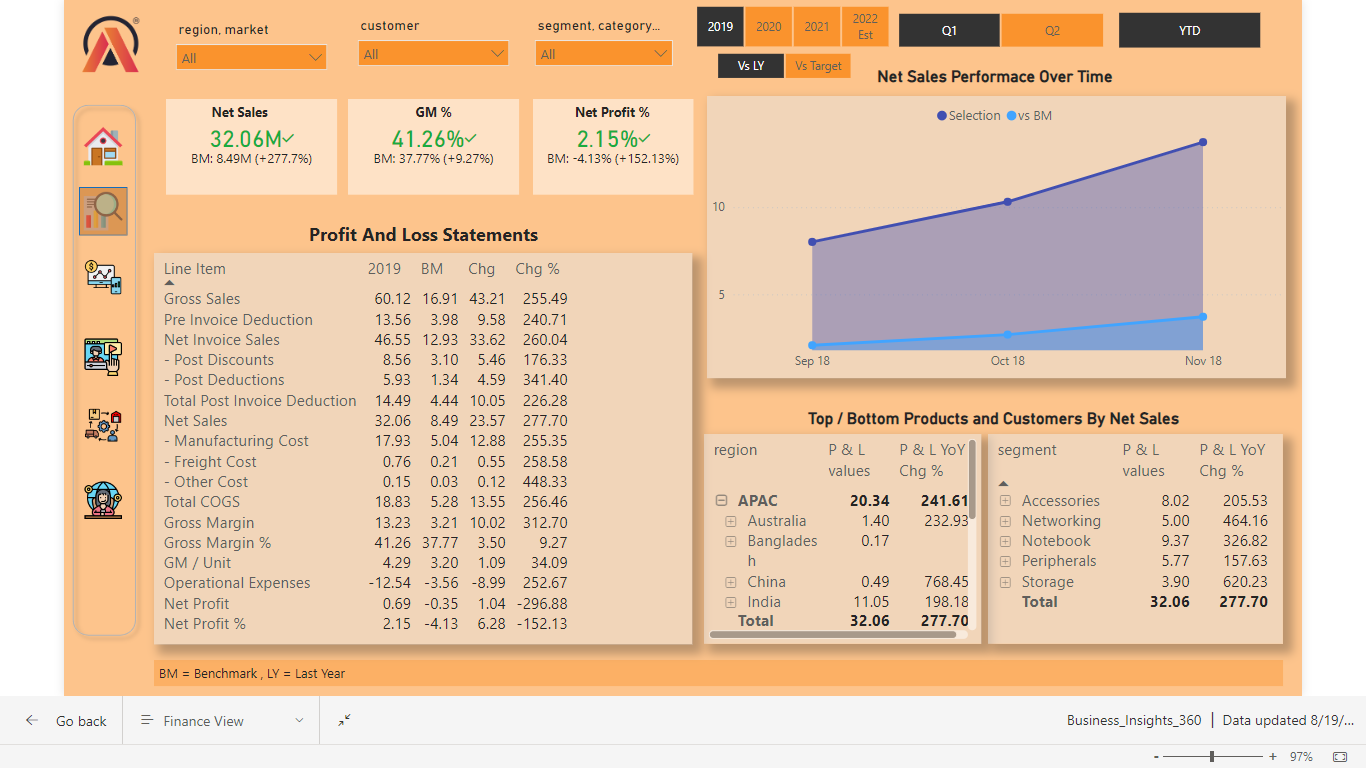 region, market
customer
segment, category...
All
All
All
2019
2020
2021
2022
Est
Q1
Q2
YTD
Vs LY
Vs Target
Net Sales
32.06M
BM: 8.49M (+277.7%)
GM %
41.26%
BM: 37.77% (+9.27%)
Net Profit %
2.15%
BM: -4.13% (+152.13%)
Net Sales Performace Over Time
Selection vs BM
10
5
Sep 18 Oct 18 Nov 18
Profit And Loss Statements
Line Item 2019 BM Chg Chg %
Gross Sales 60.12 16.91 43.21 255.49
Pre Invoice Deduction 13.56 3.98 9.58 240.71
Net Invoice Sales 46.55 12.93 33.62 260.04
- Post Discounts 8.56 3.10 5.46 176.33
- Post Deductions 5.93 1.34 4.59 341.40
Total Post Invoice Deduction 14.49 4.44 10.05 226.28
Net Sales 32.06 8.49 23.57 277.70
- Manufacturing Cost 17.93 5.04 12.88 255.35
- Freight Cost 0.76 0.21 0.55 258.58
- Other Cost 0.15 0.03 0.12 448.33
Total COGS 18.83 5.28 13.55 256.46
Gross Margin 13.23 3.21 10.02 312.70
Gross Margin % 41.26 37.77 3.50 9.27
GM / Unit 4.29 3.20 1.09 34.09
Operational Expenses -12.54 -3.56 -8.99 252.67
Net Profit 0.69 -0.35 1.04 -296.88
Net Profit % 2.15 -4.13 6.28 -152.13
Top / Bottom Products and Customers By Net Sales
region P & L P & L YoY
values Chg %
APAC 20.34 241.61
Australia 1.40 232.93
Banglades 0.17
h
China 0.49 768.45
India 11.05 198.18
Total 32.06 277.70
segment P & L P & L YoY
values Chg %
Accessories 8.02 205.53
Networking 5.00 464.16
Notebook 9.37 326.82
Peripherals 5.77 157.63
Storage 3.90 620.23
Total 32.06 277.70
BM = Benchmark , LY = Last Year
Go back
Finance View
Business_Insights_360 | Data updated 8/19/...
- + 97%